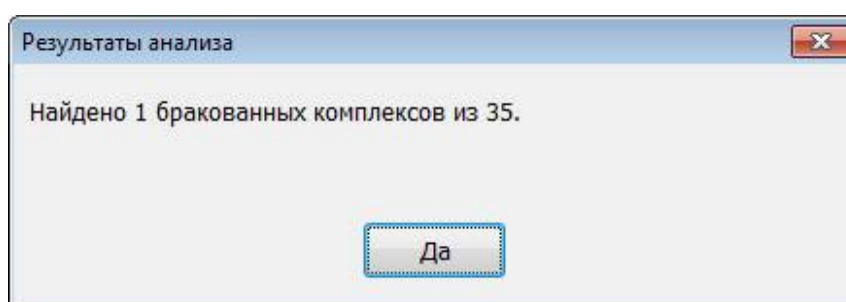 Результаты анализа
Найдено 1 бракованных комплексов из 35.
Да